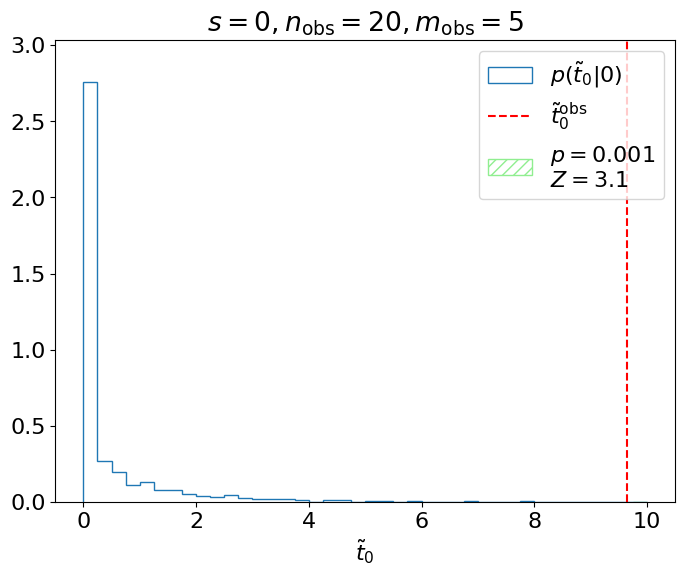 s = 0, n_obs = 20, m_obs = 5
3.0
2.5
2.0
1.5
1.0
0.5
0.0
p(t̃₀|0)
t̃₀^obs
p = 0.001
Z = 3.1
0 2 4 6 8 10
t̃₀